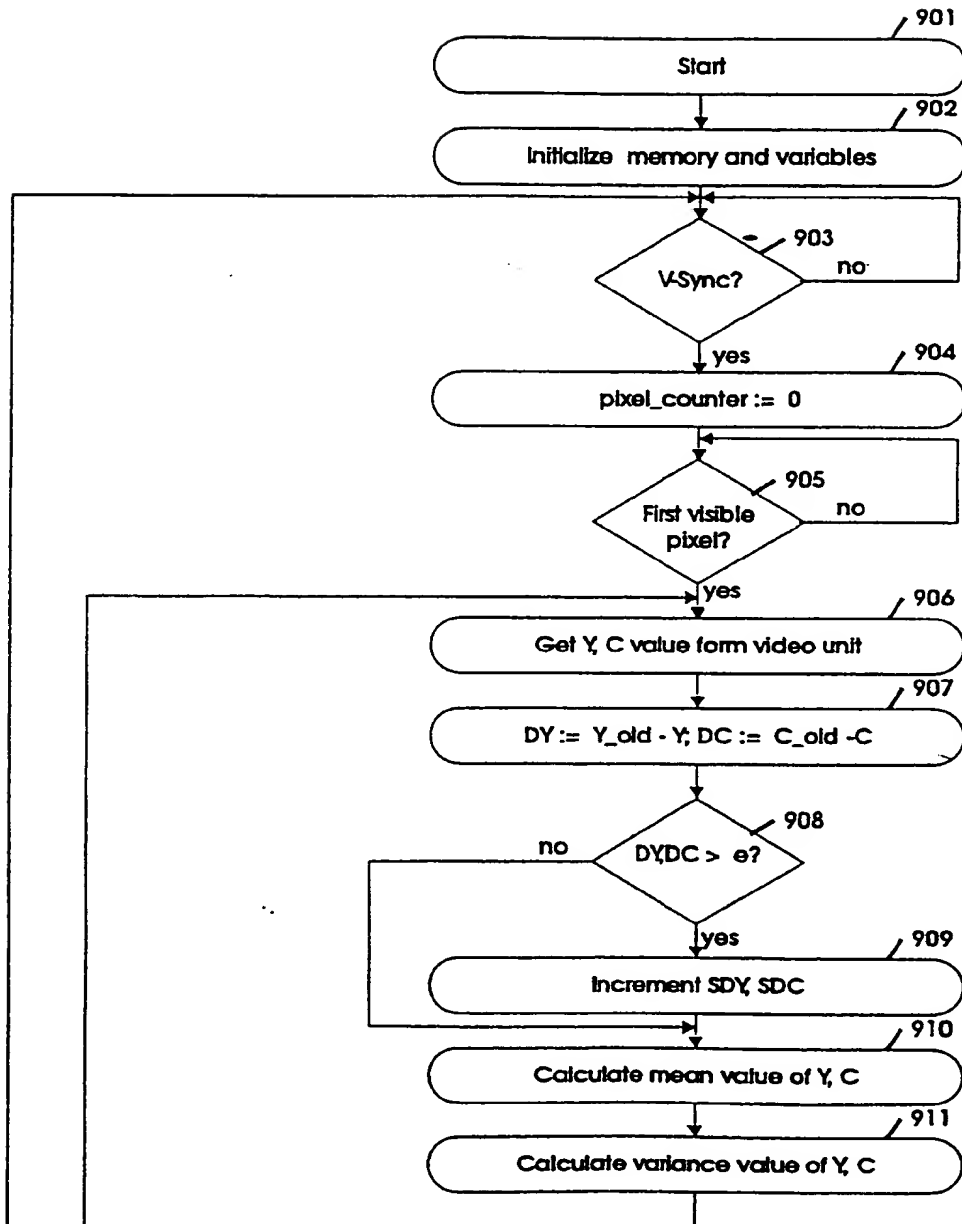 901
Start
902
Initialize memory and variables
903
V-Sync?
no
yes
904
pixel_counter := 0
905
First visible
pixel?
no
yes
906
Get Y, C value form video unit
907
DY := Y_old - Y; DC := C_old -C
908
DY,DC > e?
no
yes
909
Increment SDY, SDC
910
Calculate mean value of Y, C
911
Calculate variance value of Y, C